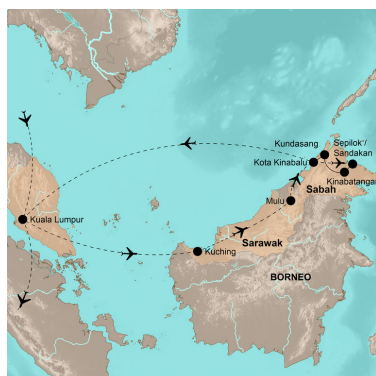 Kundasang
Sepilok'/
Sandakan
Kota Kinabalu
Kinabatangan
Sabah
Mulu
Kuala Lumpur
Sarawak
Kuching
BORNEO